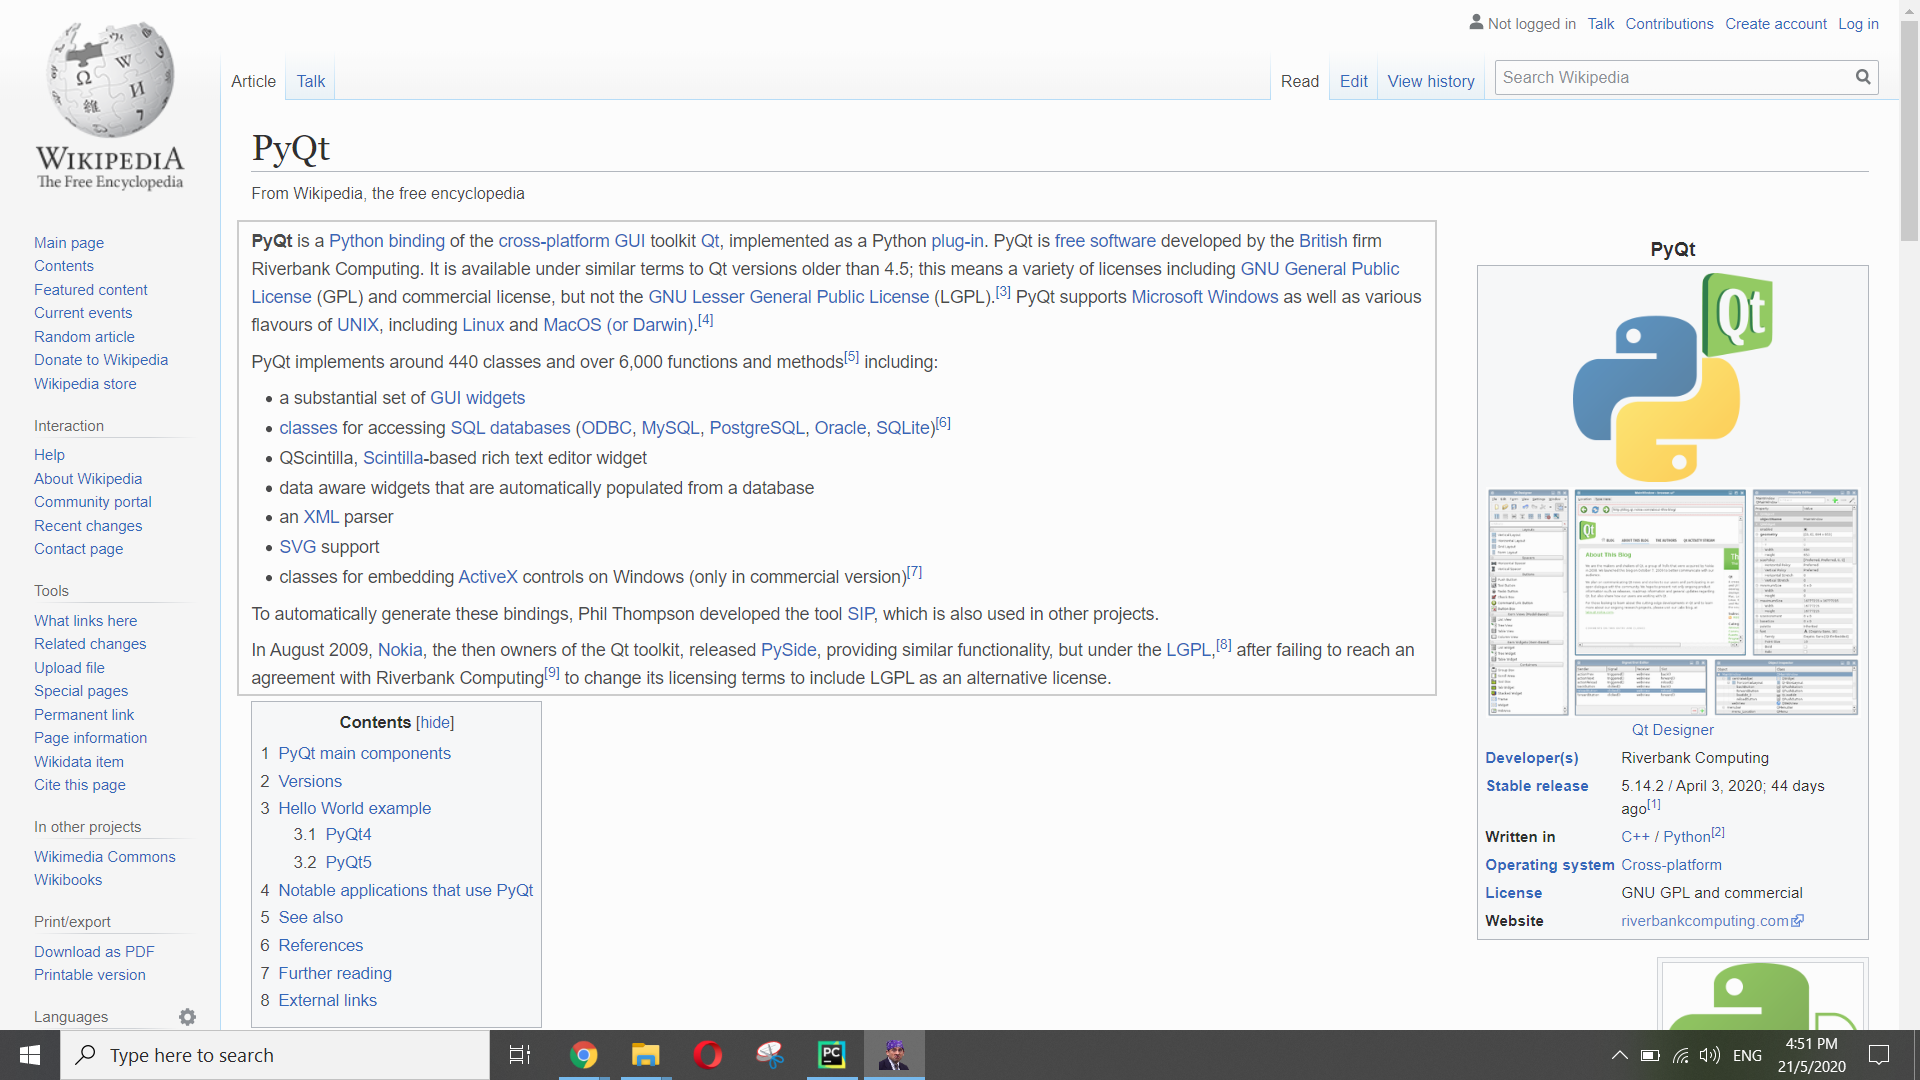 Not logged in Talk Contributions Create account Log in
Article Talk Read Edit View history Search Wikipedia
WIKIPEDIA
The Free Encyclopedia
Main page
Contents
Featured content
Current events
Random article
Donate to Wikipedia
Wikipedia store
Interaction
Help
About Wikipedia
Community portal
Recent changes
Contact page
Tools
What links here
Related changes
Upload file
Special pages
Permanent link
Page information
Wikidata item
Cite this page
In other projects
Wikimedia Commons
Wikibooks
Print/export
Download as PDF
Printable version
Languages
PyQt
From Wikipedia, the free encyclopedia
PyQt is a Python binding of the cross-platform GUI toolkit Qt, implemented as a Python plug-in. PyQt is free software developed by the British firm
Riverbank Computing. It is available under similar terms to Qt versions older than 4.5; this means a variety of licenses including GNU General Public
License (GPL) and commercial license, but not the GNU Lesser General Public License (LGPL).[3] PyQt supports Microsoft Windows as well as various
flavours of UNIX, including Linux and MacOS (or Darwin).[4]
PyQt implements around 440 classes and over 6,000 functions and methods[5] including:
• a substantial set of GUI widgets
• classes for accessing SQL databases (ODBC, MySQL, PostgreSQL, Oracle, SQLite)[6]
• QScintilla, Scintilla-based rich text editor widget
• data aware widgets that are automatically populated from a database
• an XML parser
• SVG support
• classes for embedding ActiveX controls on Windows (only in commercial version)[7]
To automatically generate these bindings, Phil Thompson developed the tool SIP, which is also used in other projects.
In August 2009, Nokia, the then owners of the Qt toolkit, released PySide, providing similar functionality, but under the LGPL,[8] after failing to reach an
agreement with Riverbank Computing[9] to change its licensing terms to include LGPL as an alternative license.
Contents [hide]
1 PyQt main components
2 Versions
3 Hello World example
3.1 PyQt4
3.2 PyQt5
4 Notable applications that use PyQt
5 See also
6 References
7 Further reading
8 External links
PyQt
Qt
Qt
About This Blog
Qt Designer
Developer(s) Riverbank Computing
Stable release 5.14.2 / April 3, 2020; 44 days
ago[1]
Written in C++ / Python[2]
Operating system Cross-platform
License GNU GPL and commercial
Website riverbankcomputing.com
Type here to search
PC
ENG
4:51 PM
21/5/2020